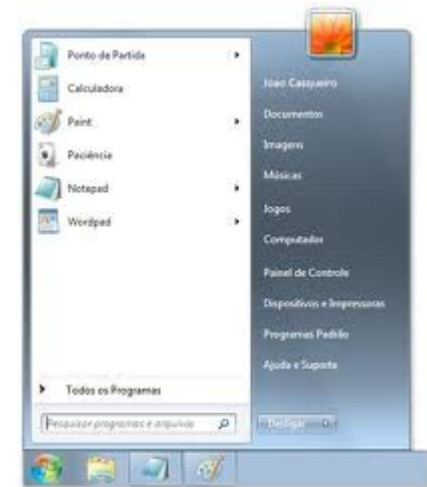 Ponto de Partida
Calculadora
Paint
Paciência
Notepad
Wordpad
Todos os Programas
Pesquisar programas e arquivos
Joao Casqueiro
Documentos
Imagens
Músicas
Jogos
Computador
Painel de Controle
Dispositivos e Impressoras
Programas Padrão
Ajuda e Suporte
Desligar